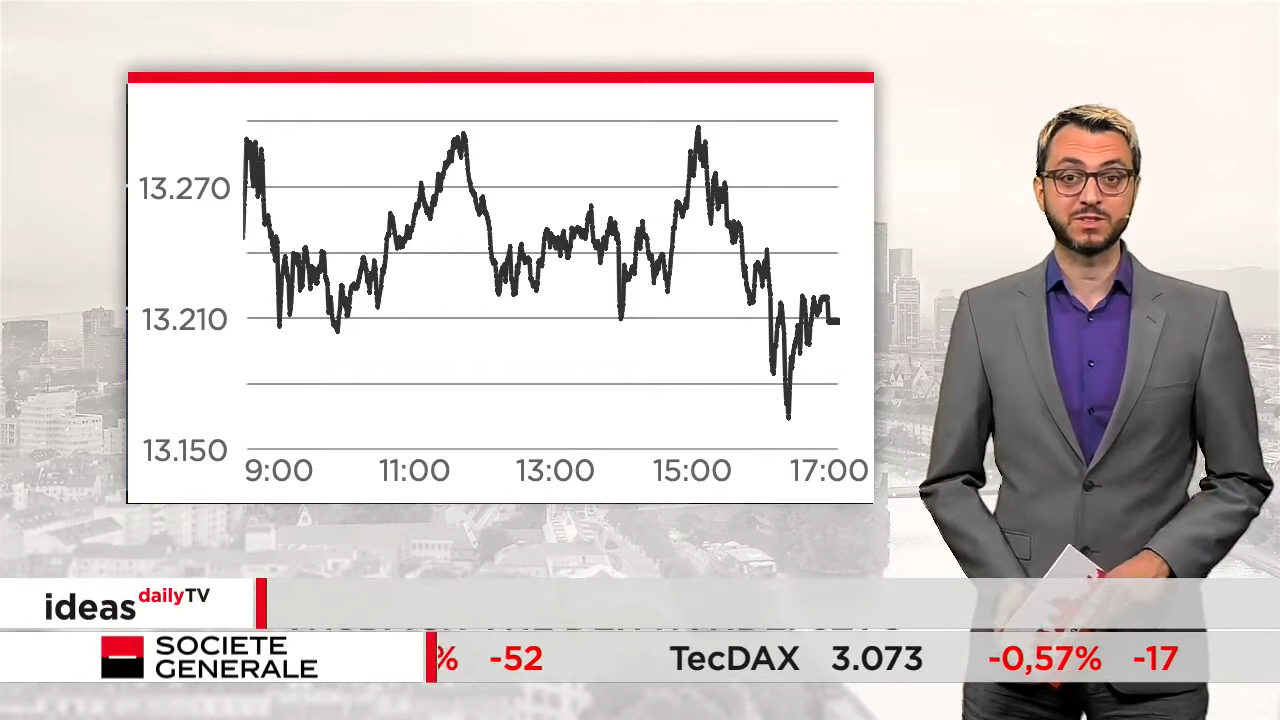 13.270
13.210
13.150
9:00 11:00 13:00 15:00 17:00
ideas dailyTV
SOCIETE
GENERALE
% -52 TecDAX 3.073 -0,57% -17